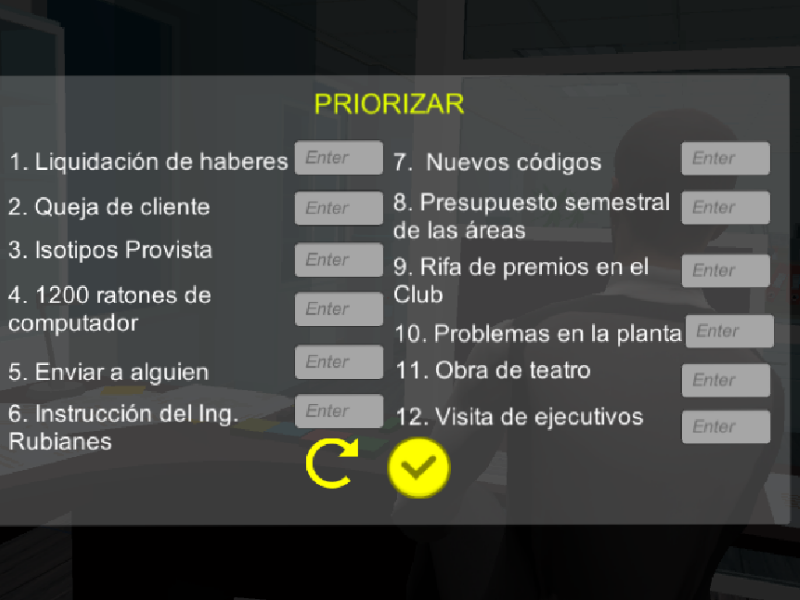 PRIORIZAR
1. Liquidación de haberes
Enter
2. Queja de cliente
Enter
3. Isotipos Provista
Enter
4. 1200 ratones de
computador
Enter
5. Enviar a alguien
Enter
6. Instrucción del Ing.
Rubianes
Enter
7. Nuevos códigos
Enter
8. Presupuesto semestral
de las áreas
Enter
9. Rifa de premios en el
Club
Enter
10. Problemas en la planta
Enter
11. Obra de teatro
Enter
12. Visita de ejecutivos
Enter